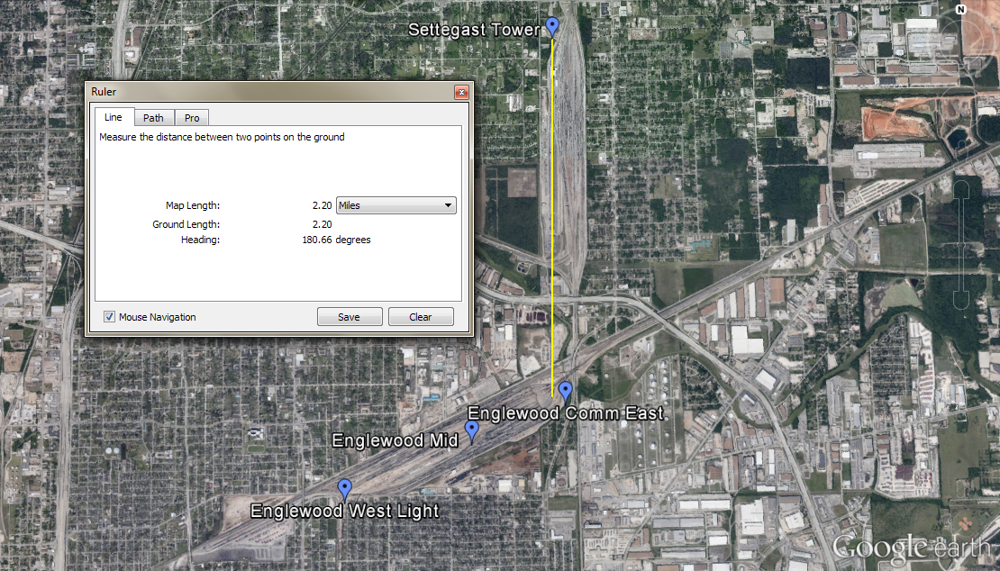 N
Settegast Tower
Ruler
Line Path Pro
Measure the distance between two points on the ground
Map Length: 2.20 Miles
Ground Length: 2.20
Heading: 180.66 degrees
Mouse Navigation Save Clear
Englewood Comm East
Englewood Mid
Englewood West Light
Google earth